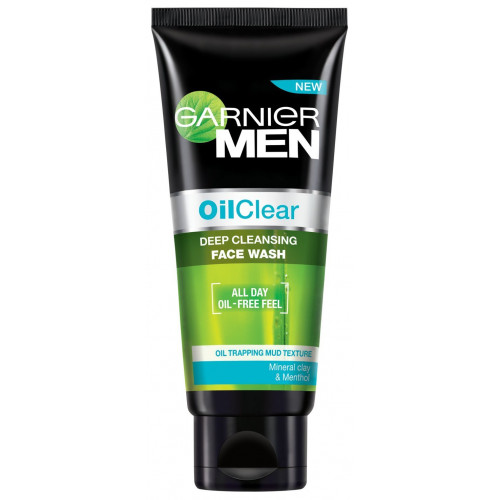 NEW
GARNIER
MEN
OilClear
DEEP CLEANSING
FACE WASH
ALL DAY
OIL-FREE FEEL
OIL TRAPPING MUD TEXTURE
Mineral clay
& Menthol